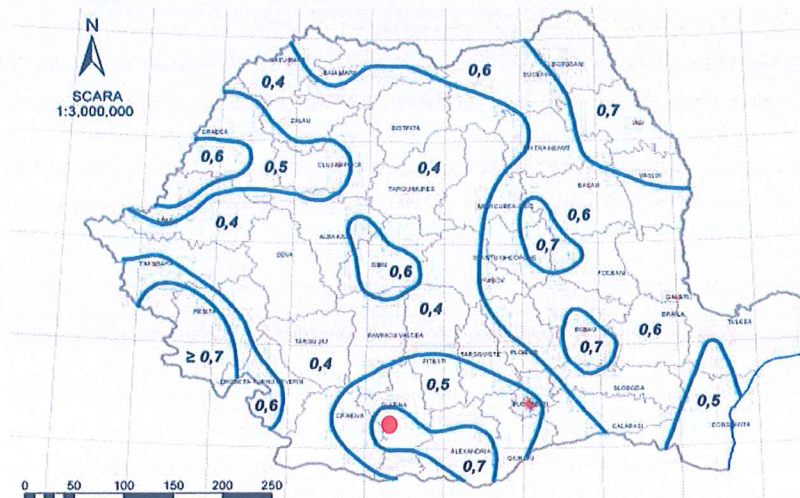 N
SCARA
1:3,000,000
0,4
0,6
BAIA MARE
SUCEAVA
BOTOSANI
0,7
IASI
ZALAU
ORADEA
0,6
0,5
CLUJ-NAPOCA
BISTRITA
0,4
TARGU MURES
PIATRA NEAMT
VASLUI
BACAU
0,6
MIERCUREA-CIUC
0,7
ARAD
0,4
ALBA IULIA
DEVA
SIBIU
0,6
SFANTU GHEORGHE
BRASOV
FOCSANI
TIMISOARA
RESITA
≥ 0,7
0,4
GALATI
BRAILA
TULCEA
0,6
BUZAU
0,7
TARGU JIU
0,4
RAMNICU VALCEA
TARGOVISTE
PLOIESTI
PITESTI
0,5
DROBETA-TURNU SEVERIN
0,6
CRAIOVA
SLATINA
BUCURESTI
SLOBOZIA
CALARASI
0,5
CONSTANTA
ALEXANDRIA
0,7
GIURGIU
0 50 100 150 200 250